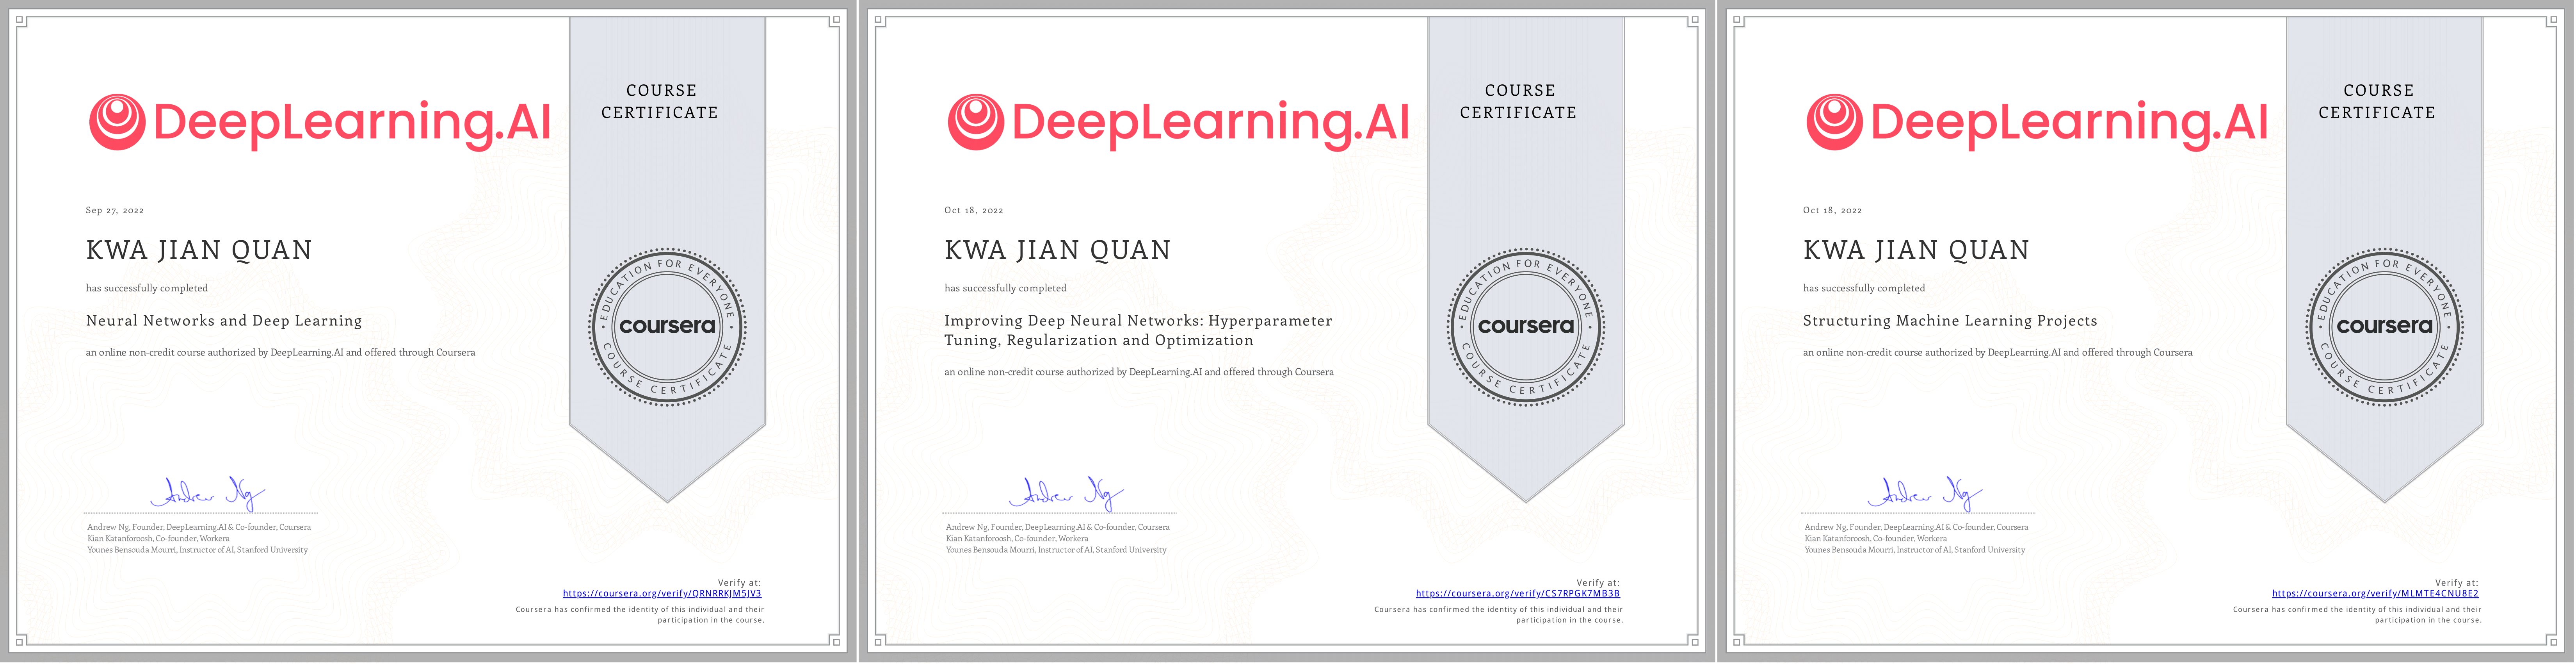 DeepLearning.AI
COURSE
CERTIFICATE
Sep 27, 2022
KWA JIAN QUAN
has successfully completed
Neural Networks and Deep Learning
an online non-credit course authorized by DeepLearning.AI and offered through Coursera
EDUCATION FOR EVERYONE
coursera
COURSE CERTIFICATE
Andrew Ng
Andrew Ng, Founder, DeepLearning.AI & Co-founder, Coursera
Kian Katanforoosh, Co-founder, Workera
Younes Bensouda Mourri, Instructor of AI, Stanford University
Verify at:
https://coursera.org/verify/QRNRRKJM5JV3
Coursera has confirmed the identity of this individual and their
participation in the course.
DeepLearning.AI
COURSE
CERTIFICATE
Oct 18, 2022
KWA JIAN QUAN
has successfully completed
Improving Deep Neural Networks: Hyperparameter
Tuning, Regularization and Optimization
an online non-credit course authorized by DeepLearning.AI and offered through Coursera
EDUCATION FOR EVERYONE
coursera
COURSE CERTIFICATE
Andrew Ng
Andrew Ng, Founder, DeepLearning.AI & Co-founder, Coursera
Kian Katanforoosh, Co-founder, Workera
Younes Bensouda Mourri, Instructor of AI, Stanford University
Verify at:
https://coursera.org/verify/CS7RPGK7MB3B
Coursera has confirmed the identity of this individual and their
participation in the course.
DeepLearning.AI
COURSE
CERTIFICATE
Oct 18, 2022
KWA JIAN QUAN
has successfully completed
Structuring Machine Learning Projects
an online non-credit course authorized by DeepLearning.AI and offered through Coursera
EDUCATION FOR EVERYONE
coursera
COURSE CERTIFICATE
Andrew Ng
Andrew Ng, Founder, DeepLearning.AI & Co-founder, Coursera
Kian Katanforoosh, Co-founder, Workera
Younes Bensouda Mourri, Instructor of AI, Stanford University
Verify at:
https://coursera.org/verify/MLMTE4CNU8E2
Coursera has confirmed the identity of this individual and their
participation in the course.